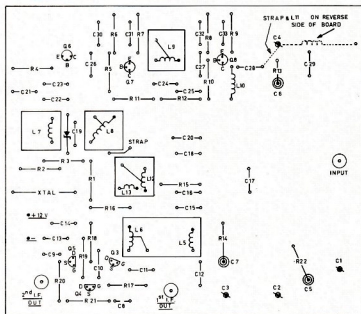 STRAP & L11 ON REVERSE
SIDE OF BOARD
C30 R6 C31 R7 L9 C32 R8 C33 R9 C4
Q6 E C B
C26 R5 Q7 C27 Q8 R13 C29
R4 C28
C23 C24 R10 L10 C6
C21 C22 R11 C25 R12
L7 C19 L8
STRAP C20
R3 C18
R2
L12 INPUT
XTAL R1 L13 R15 C17
C16
R16 C15
+12V
C14 L6 L5
C13 R18 R14
C9 Q5 R19 Q3 C7 R22
C10 C11 C12 C1
R20 Q4 C3 C2 C5
R21 C8
2nd I.F. OUT 1st I.F. OUT